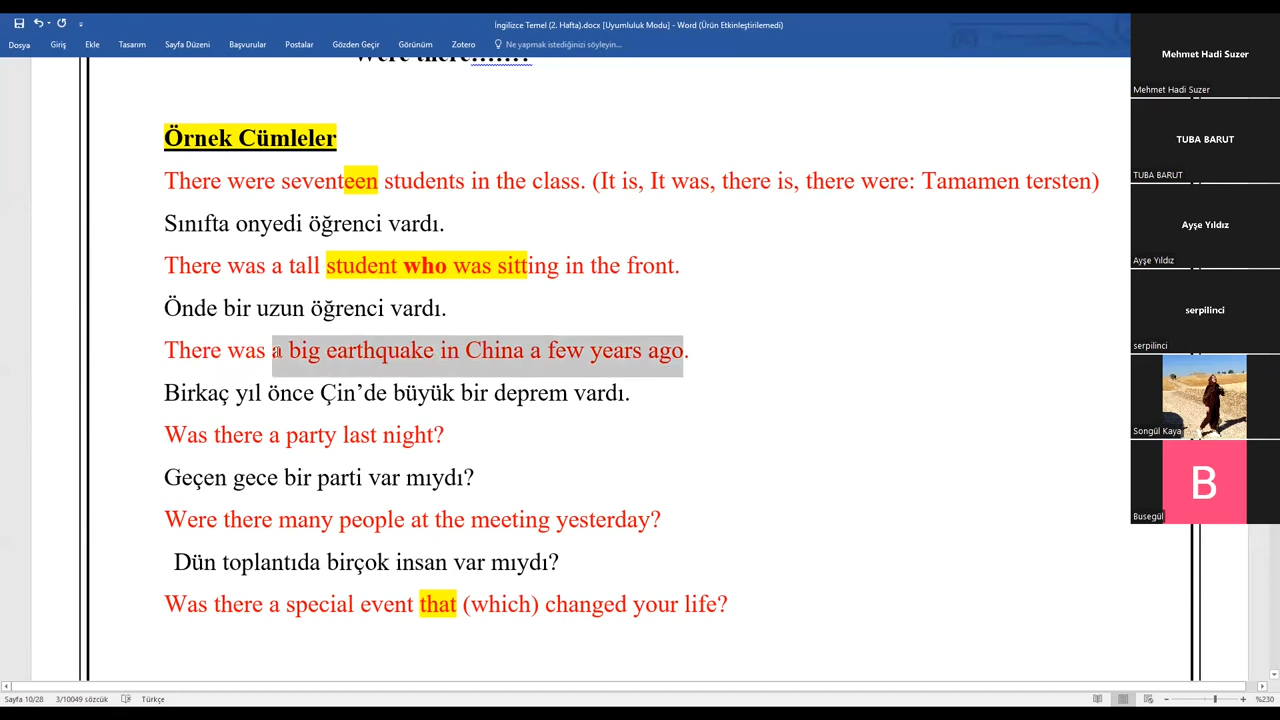 İngilizce Temel (2. Hafta).docx [Uyumluluk Modu] - Word (Ürün Etkinleştirilemedi)
Dosya Giriş Ekle Tasarım Sayfa Düzeni Başvurular Postalar Gözden Geçir Görünüm Zotero Ne yapmak istediğinizi söyleyin...
Were there.......?
Örnek Cümleler
There were seventeen students in the class. (It is, It was, there is, there were: Tamamen tersten)
Sınıfta onyedi öğrenci vardı.
There was a tall student who was sitting in the front.
Önde bir uzun öğrenci vardı.
There was a big earthquake in China a few years ago.
Birkaç yıl önce Çin’de büyük bir deprem vardı.
Was there a party last night?
Geçen gece bir parti var mıydı?
Were there many people at the meeting yesterday?
Dün toplantıda birçok insan var mıydı?
Was there a special event that (which) changed your life?
Mehmet Hadi Suzer
Mehmet Hadi Suzer
TUBA BARUT
TUBA BARUT
Ayşe Yıldız
Ayşe Yıldız
serpilinci
serpilinci
Songül Kaya
B
Busegül
Sayfa 10/28 3/10049 sözcük Türkçe %230